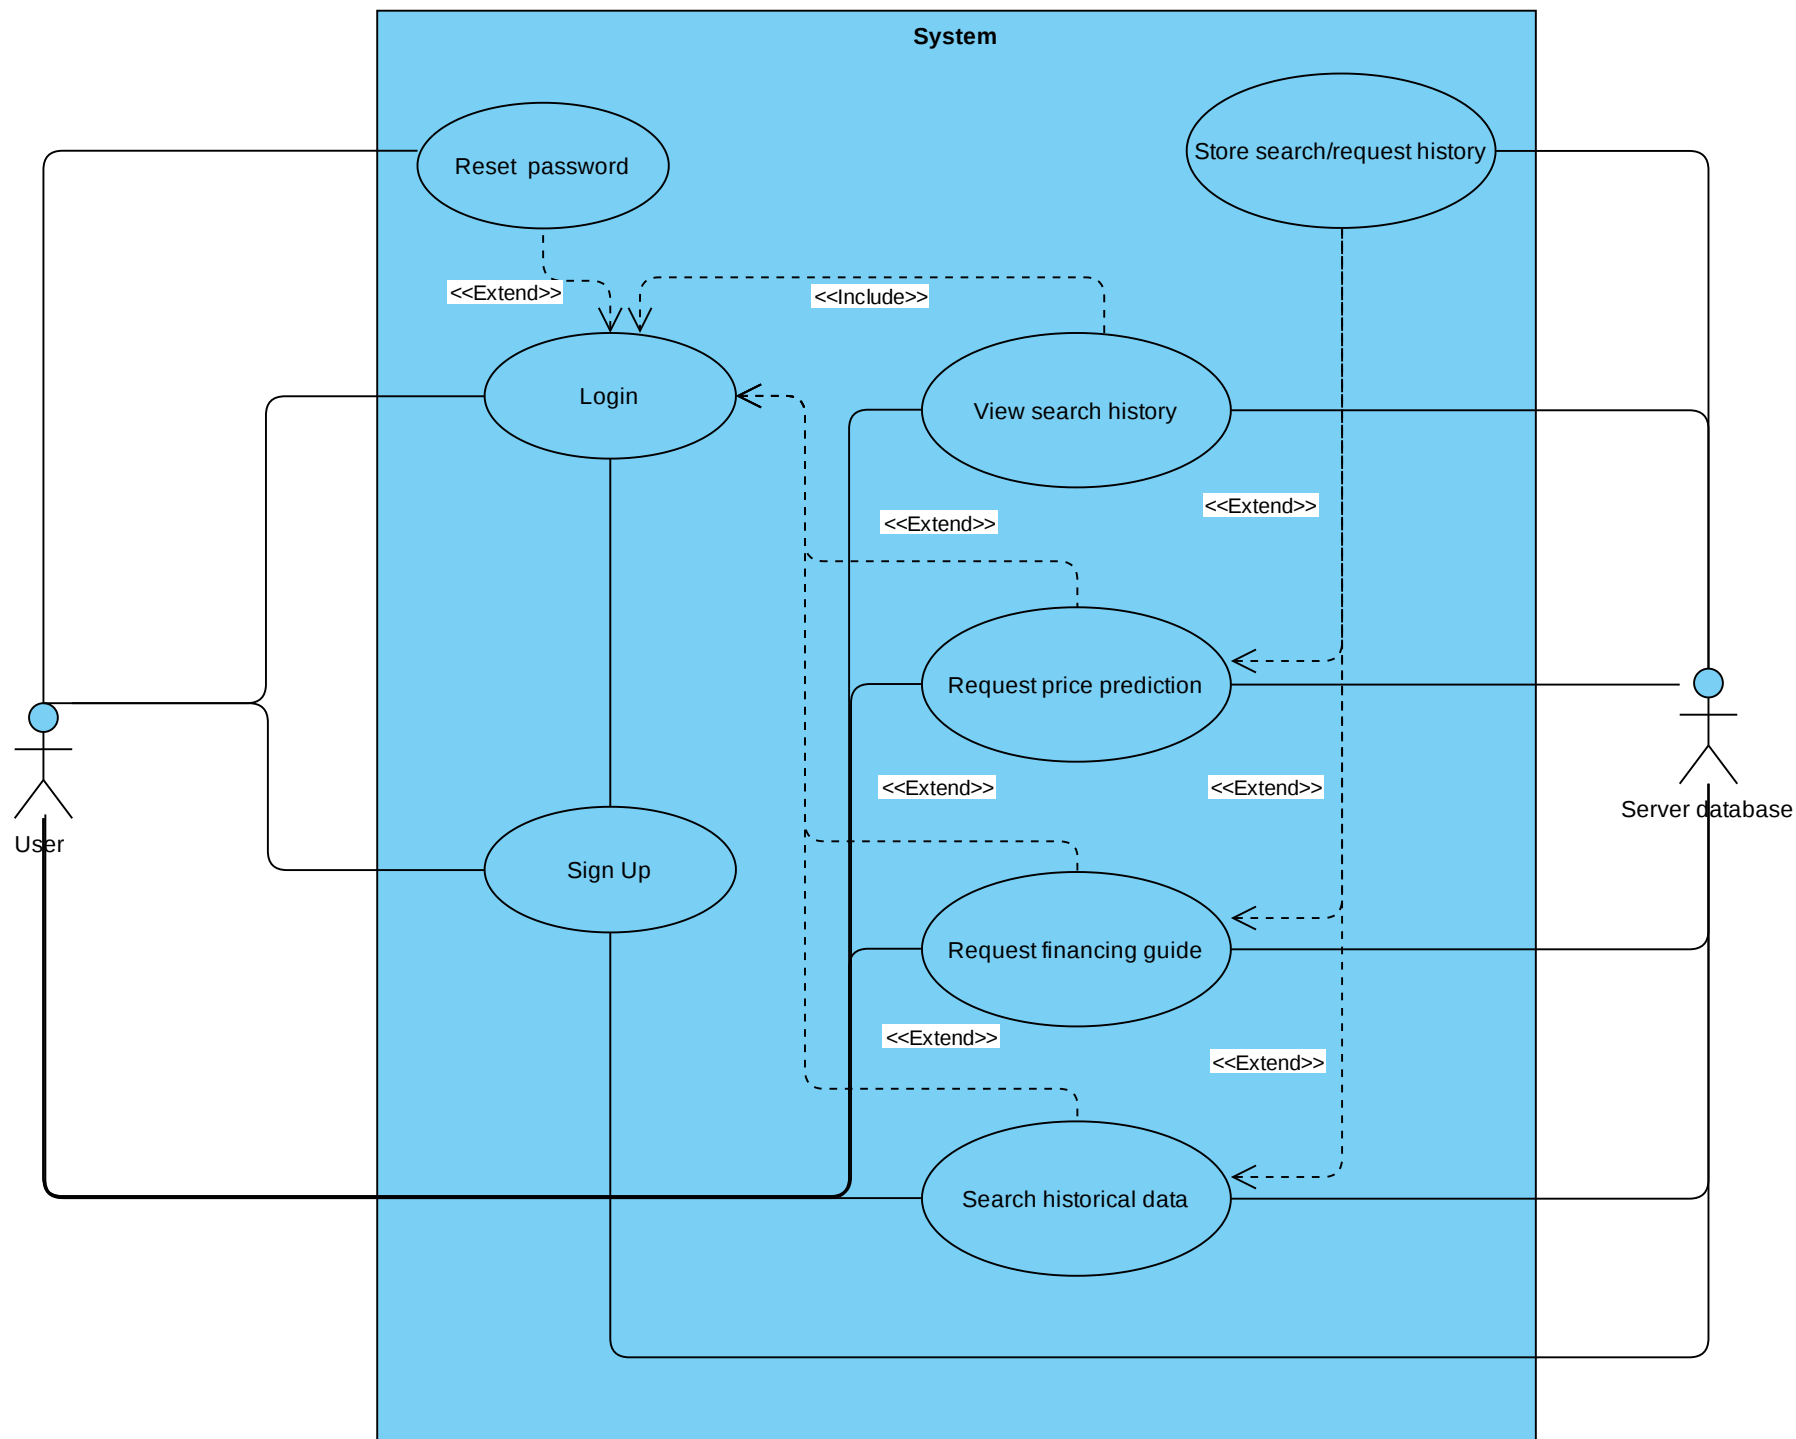 System
Reset  password
Store search/request history
<<Extend>>
<<Include>>
Login
View search history
<<Extend>>
<<Extend>>
Request price prediction
<<Extend>>
<<Extend>>
Server database
User
Sign Up
Request financing guide
<<Extend>>
<<Extend>>
Search historical data